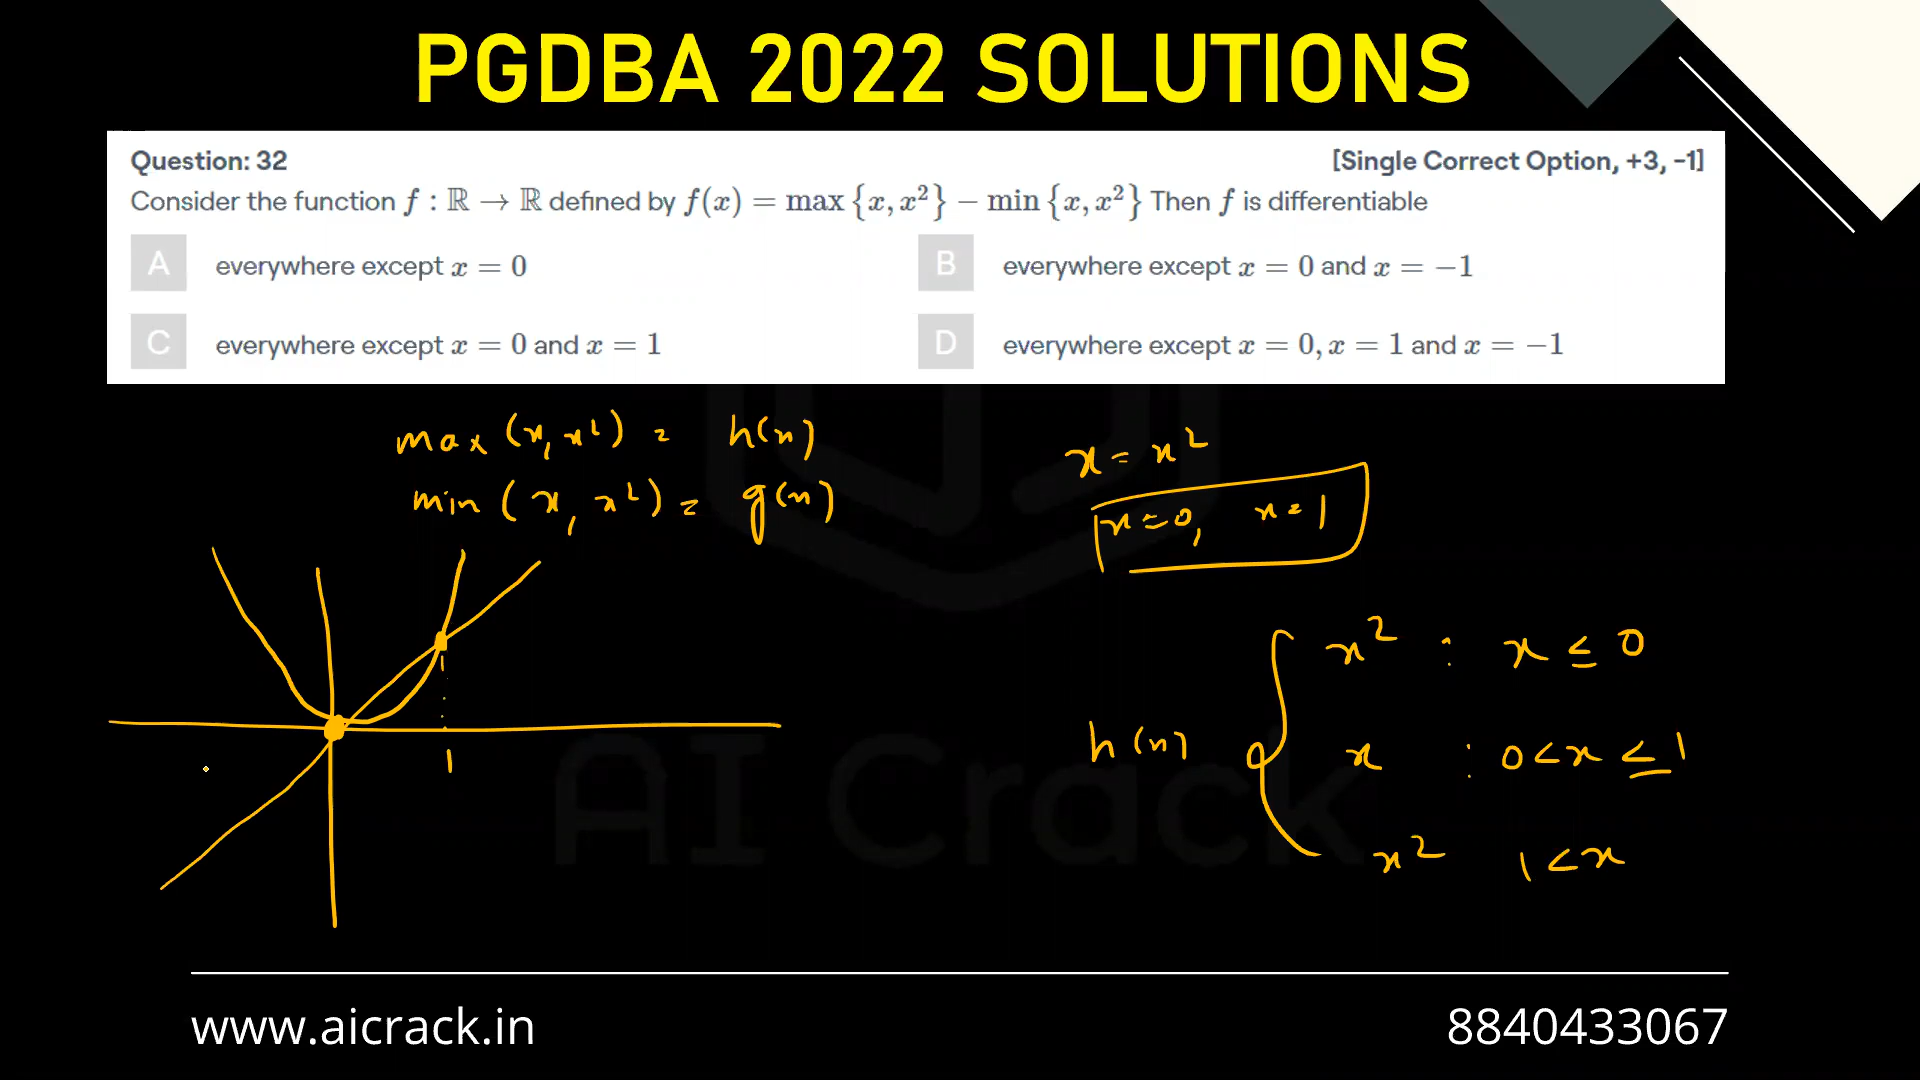 PGDBA 2022 SOLUTIONS
Question: 32 [Single Correct Option, +3, -1]
Consider the function f : ℝ → ℝ defined by f(x) = max {x, x²} − min {x, x²} Then f is differentiable
A everywhere except x = 0
B everywhere except x = 0 and x = −1
C everywhere except x = 0 and x = 1
D everywhere except x = 0, x = 1 and x = −1
max (x, x²) = h(x)
min (x, x²) = g(x)
x = x²
x = 0, x = 1
1
h(x)
x² : x ≤ 0
x : 0 < x ≤ 1
x² 1 < x
AI Crack
www.aicrack.in 8840433067